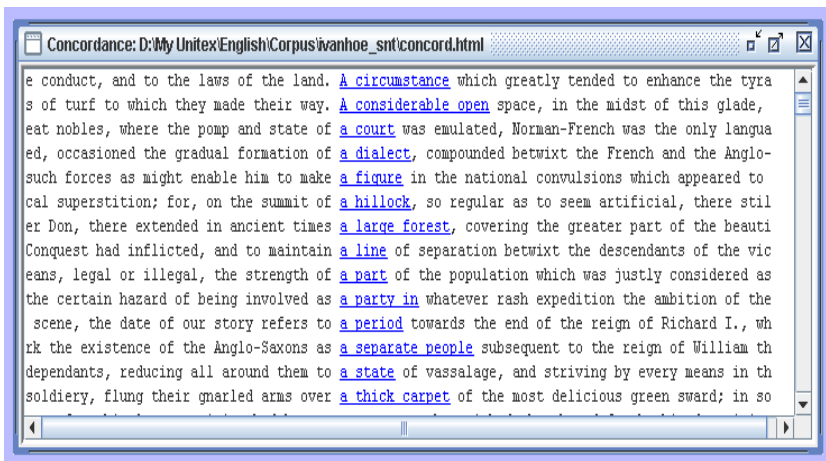 Concordance: D:\My Unitex\English\Corpus\ivanhoe_snt\concord.html
e conduct, and to the laws of the land. A circumstance which greatly tended to enhance the tyra
s of turf to which they made their way. A considerable open space, in the midst of this glade,
eat nobles, where the pomp and state of a court was emulated, Norman-French was the only langua
ed, occasioned the gradual formation of a dialect, compounded betwixt the French and the Anglo-
such forces as might enable him to make a figure in the national convulsions which appeared to
cal superstition; for, on the summit of a hillock, so regular as to seem artificial, there stil
er Don, there extended in ancient times a large forest, covering the greater part of the beauti
Conquest had inflicted, and to maintain a line of separation betwixt the descendants of the vic
eans, legal or illegal, the strength of a part of the population which was justly considered as
the certain hazard of being involved as a party in whatever rash expedition the ambition of the
scene, the date of our story refers to a period towards the end of the reign of Richard I., wh
rk the existence of the Anglo-Saxons as a separate people subsequent to the reign of William th
dependants, reducing all around them to a state of vassalage, and striving by every means in th
soldiery, flung their gnarled arms over a thick carpet of the most delicious green sward; in so